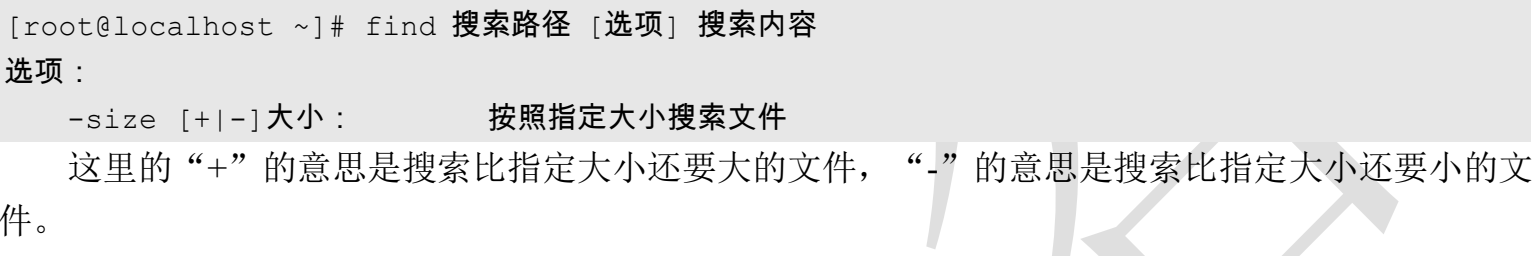 [root@localhost ~]# find 搜索路径 [选项] 搜索内容
选项：
-size [+|-]大小： 按照指定大小搜索文件
这里的“+”的意思是搜索比指定大小还要大的文件，“-”的意思是搜索比指定大小还要小的文
件。